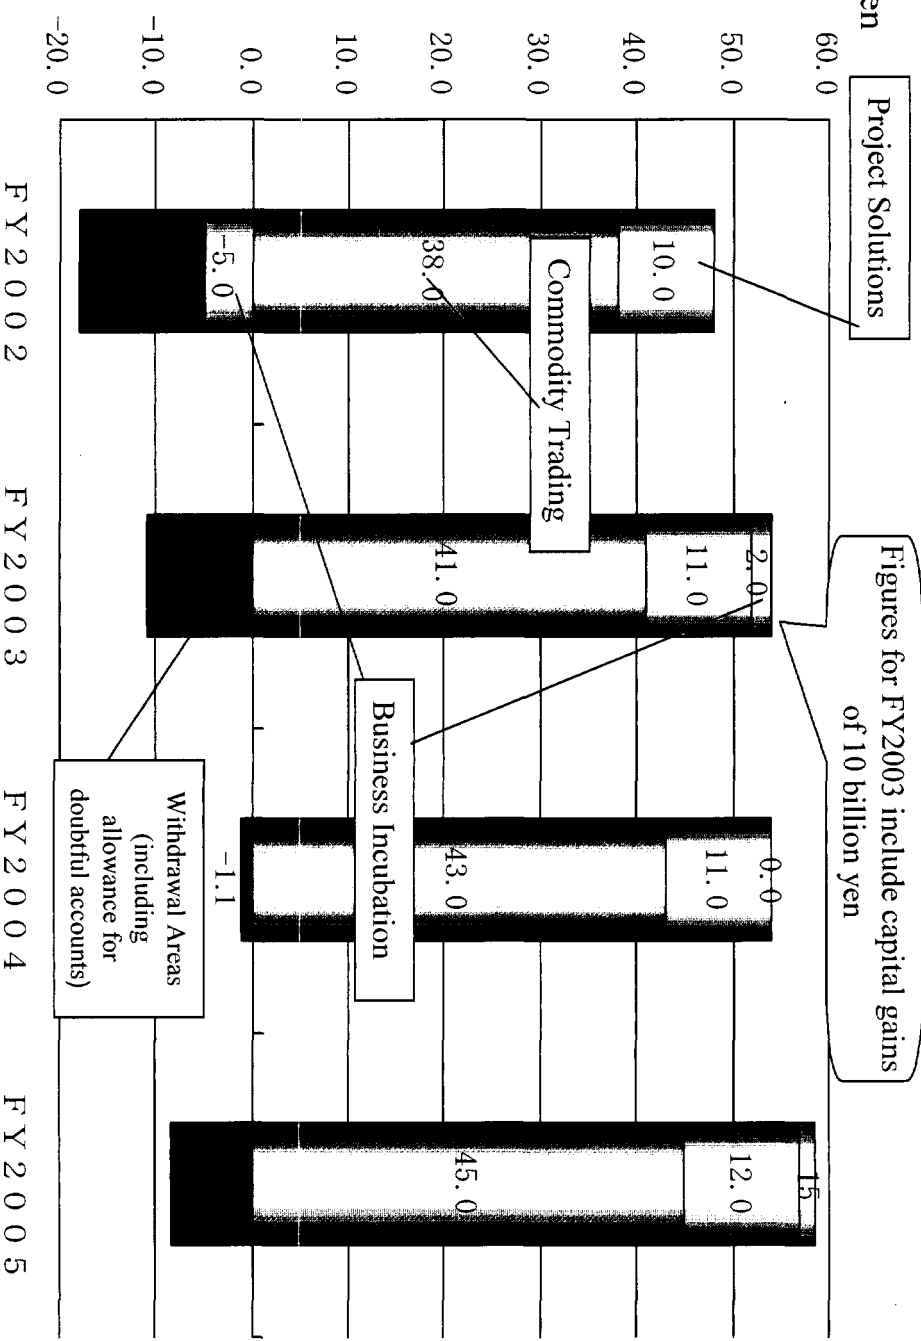 en
Project Solutions
Figures for FY2003 include capital gains
of 10 billion yen
60.0
50.0
40.0
30.0
20.0
10.0
0.0
-10.0
-20.0
10.0
38.0
-5.0
Commodity Trading
2.0
11.0
41.0
Business Incubation
0.0
11.0
43.0
-1.1
Withdrawal Areas
(including
allowance for
doubtful accounts)
15
12.0
45.0
FY2002
FY2003
FY2004
FY2005